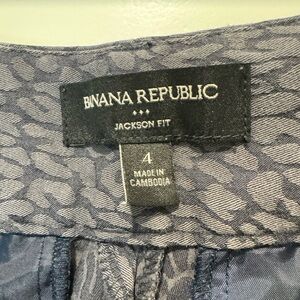 BANANA REPUBLIC
JACKSON FIT
4
MADE IN
CAMBODIA